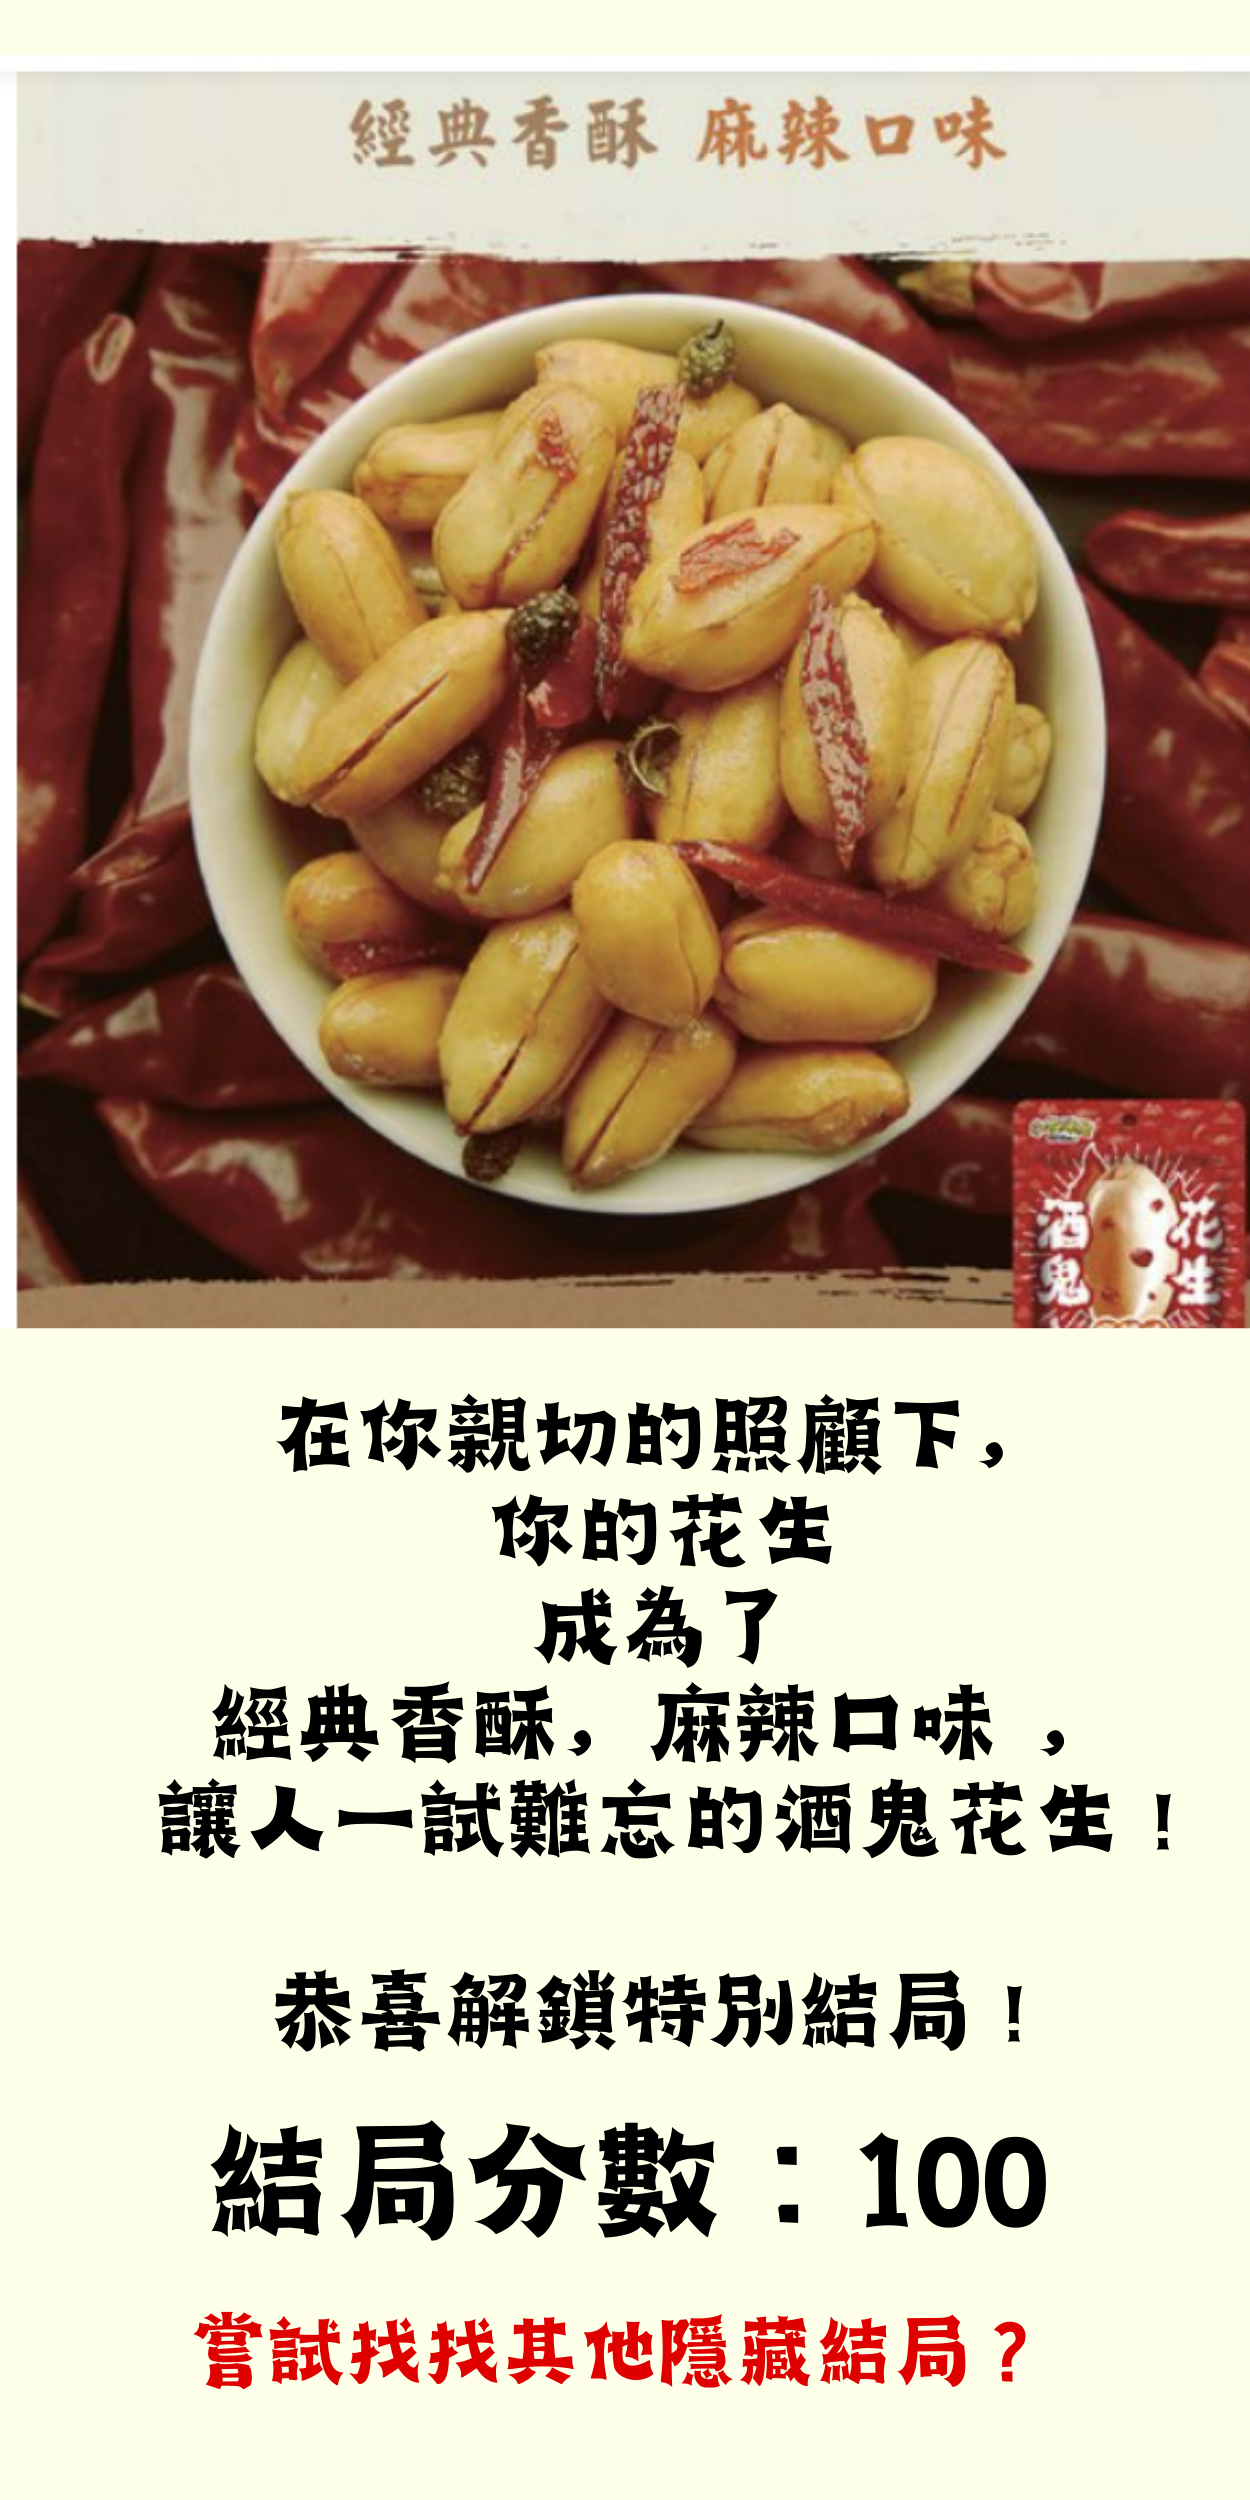 經典香酥 麻辣口味
酒鬼
花生
在你親切的照顧下，
你的花生
成為了
經典香酥，麻辣口味，
讓人一試難忘的酒鬼花生！
恭喜解鎖特別結局！
結局分數：100
嘗試找找其他隱藏結局？